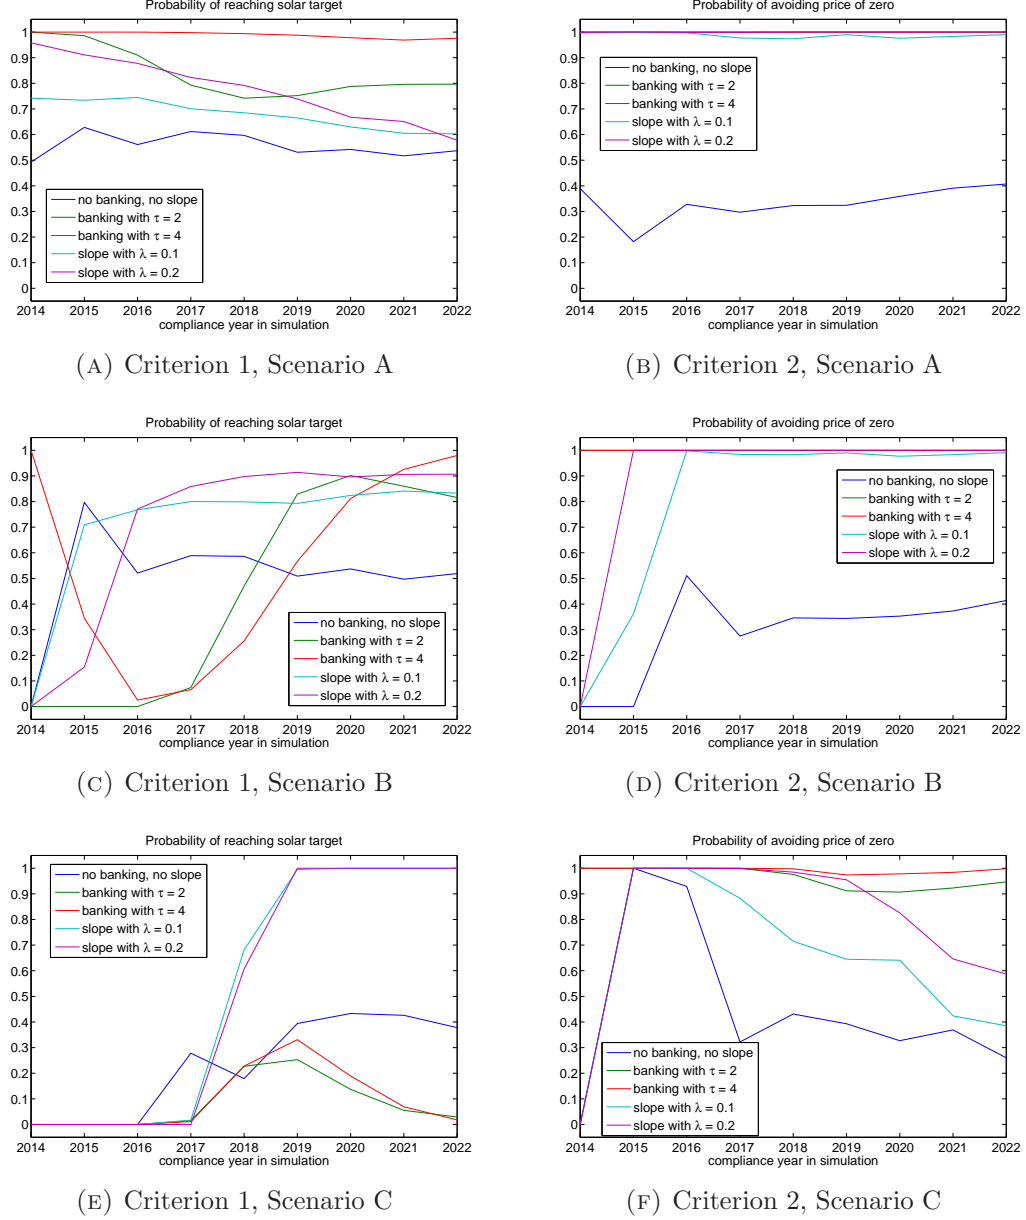 Probability of reaching solar target
1
0.9
0.8
0.7
0.6
0.5
0.4
0.3
0.2
0.1
0
no banking, no slope
banking with τ = 2
banking with τ = 4
slope with λ = 0.1
slope with λ = 0.2
2014 2015 2016 2017 2018 2019 2020 2021 2022
compliance year in simulation
(A) Criterion 1, Scenario A
Probability of avoiding price of zero
1
0.9
0.8
0.7
0.6
0.5
0.4
0.3
0.2
0.1
0
no banking, no slope
banking with τ = 2
banking with τ = 4
slope with λ = 0.1
slope with λ = 0.2
2014 2015 2016 2017 2018 2019 2020 2021 2022
compliance year in simulation
(B) Criterion 2, Scenario A
Probability of reaching solar target
1
0.9
0.8
0.7
0.6
0.5
0.4
0.3
0.2
0.1
0
no banking, no slope
banking with τ = 2
banking with τ = 4
slope with λ = 0.1
slope with λ = 0.2
2014 2015 2016 2017 2018 2019 2020 2021 2022
compliance year in simulation
(C) Criterion 1, Scenario B
Probability of avoiding price of zero
1
0.9
0.8
0.7
0.6
0.5
0.4
0.3
0.2
0.1
0
no banking, no slope
banking with τ = 2
banking with τ = 4
slope with λ = 0.1
slope with λ = 0.2
2014 2015 2016 2017 2018 2019 2020 2021 2022
compliance year in simulation
(D) Criterion 2, Scenario B
Probability of reaching solar target
1
0.9
0.8
0.7
0.6
0.5
0.4
0.3
0.2
0.1
0
no banking, no slope
banking with τ = 2
banking with τ = 4
slope with λ = 0.1
slope with λ = 0.2
2014 2015 2016 2017 2018 2019 2020 2021 2022
compliance year in simulation
(E) Criterion 1, Scenario C
Probability of avoiding price of zero
1
0.9
0.8
0.7
0.6
0.5
0.4
0.3
0.2
0.1
0
no banking, no slope
banking with τ = 2
banking with τ = 4
slope with λ = 0.1
slope with λ = 0.2
2014 2015 2016 2017 2018 2019 2020 2021 2022
compliance year in simulation
(F) Criterion 2, Scenario C